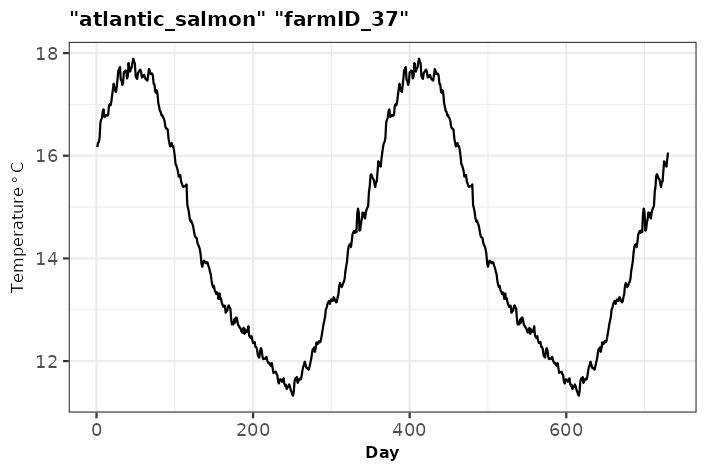 "atlantic_salmon" "farmID_37"
18
16
14
12
Temperature ° C
0
200
400
600
Day